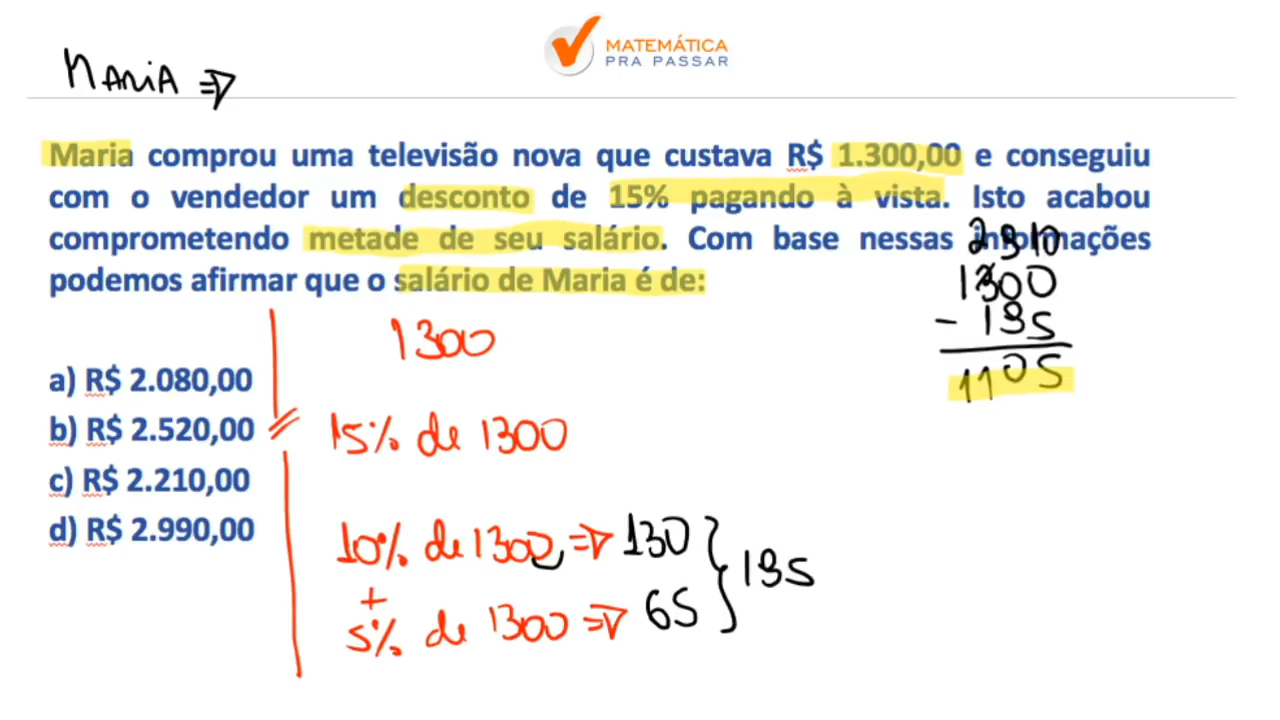 MATEMÁTICA
PRA PASSAR
MARIA ⇒
Maria comprou uma televisão nova que custava R$ 1.300,00 e conseguiu
com o vendedor um desconto de 15% pagando à vista. Isto acabou
comprometendo metade de seu salário. Com base nessas informações
podemos afirmar que o salário de Maria é de:
2910
1300
- 195
1105
1300
a) R$ 2.080,00
b) R$ 2.520,00
c) R$ 2.210,00
d) R$ 2.990,00
15% de 1300
10% de 1300 ⇒ 130
+
5% de 1300 ⇒ 65
195